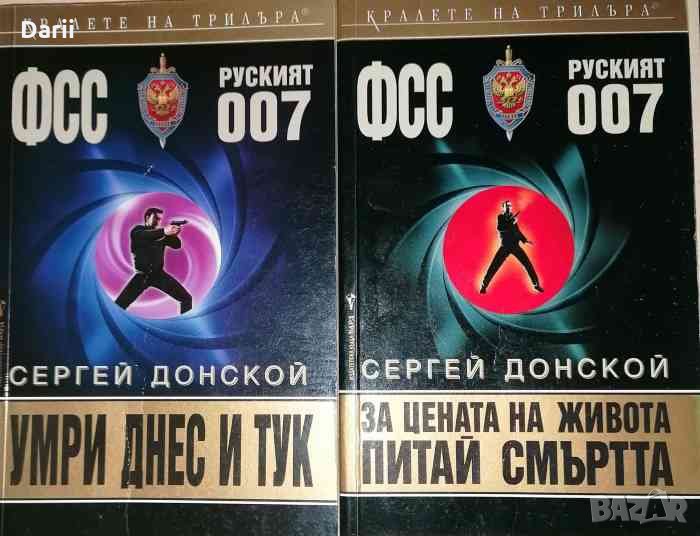 Darii
КРАЛЕТЕ НА ТРИЛЪРА®
ФСС
РУСКИЯТ
007
СЕРГЕЙ ДОНСКОЙ
УМРИ ДНЕС И ТУК
КРАЛЕТЕ НА ТРИЛЪРА®
ФСС
РУСКИЯТ
007
СЕРГЕЙ ДОНСКОЙ
ЗА ЦЕНАТА НА ЖИВОТА
ПИТАЙ СМЪРТТА
BAZAR